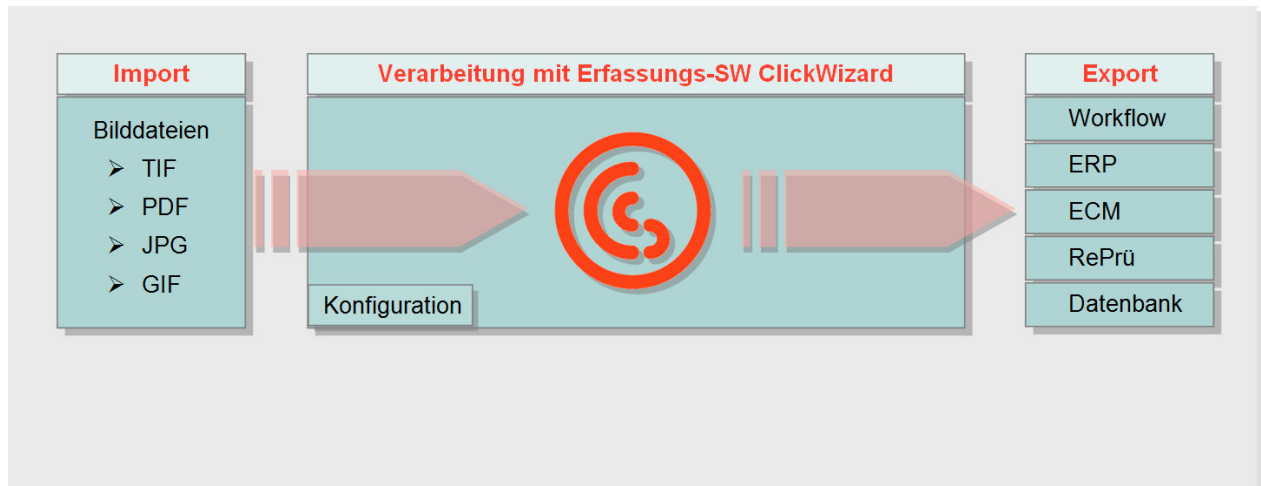 Import
Bilddateien
TIF
PDF
JPG
GIF
Verarbeitung mit Erfassungs-SW ClickWizard
Konfiguration
Export
Workflow
ERP
ECM
RePrü
Datenbank